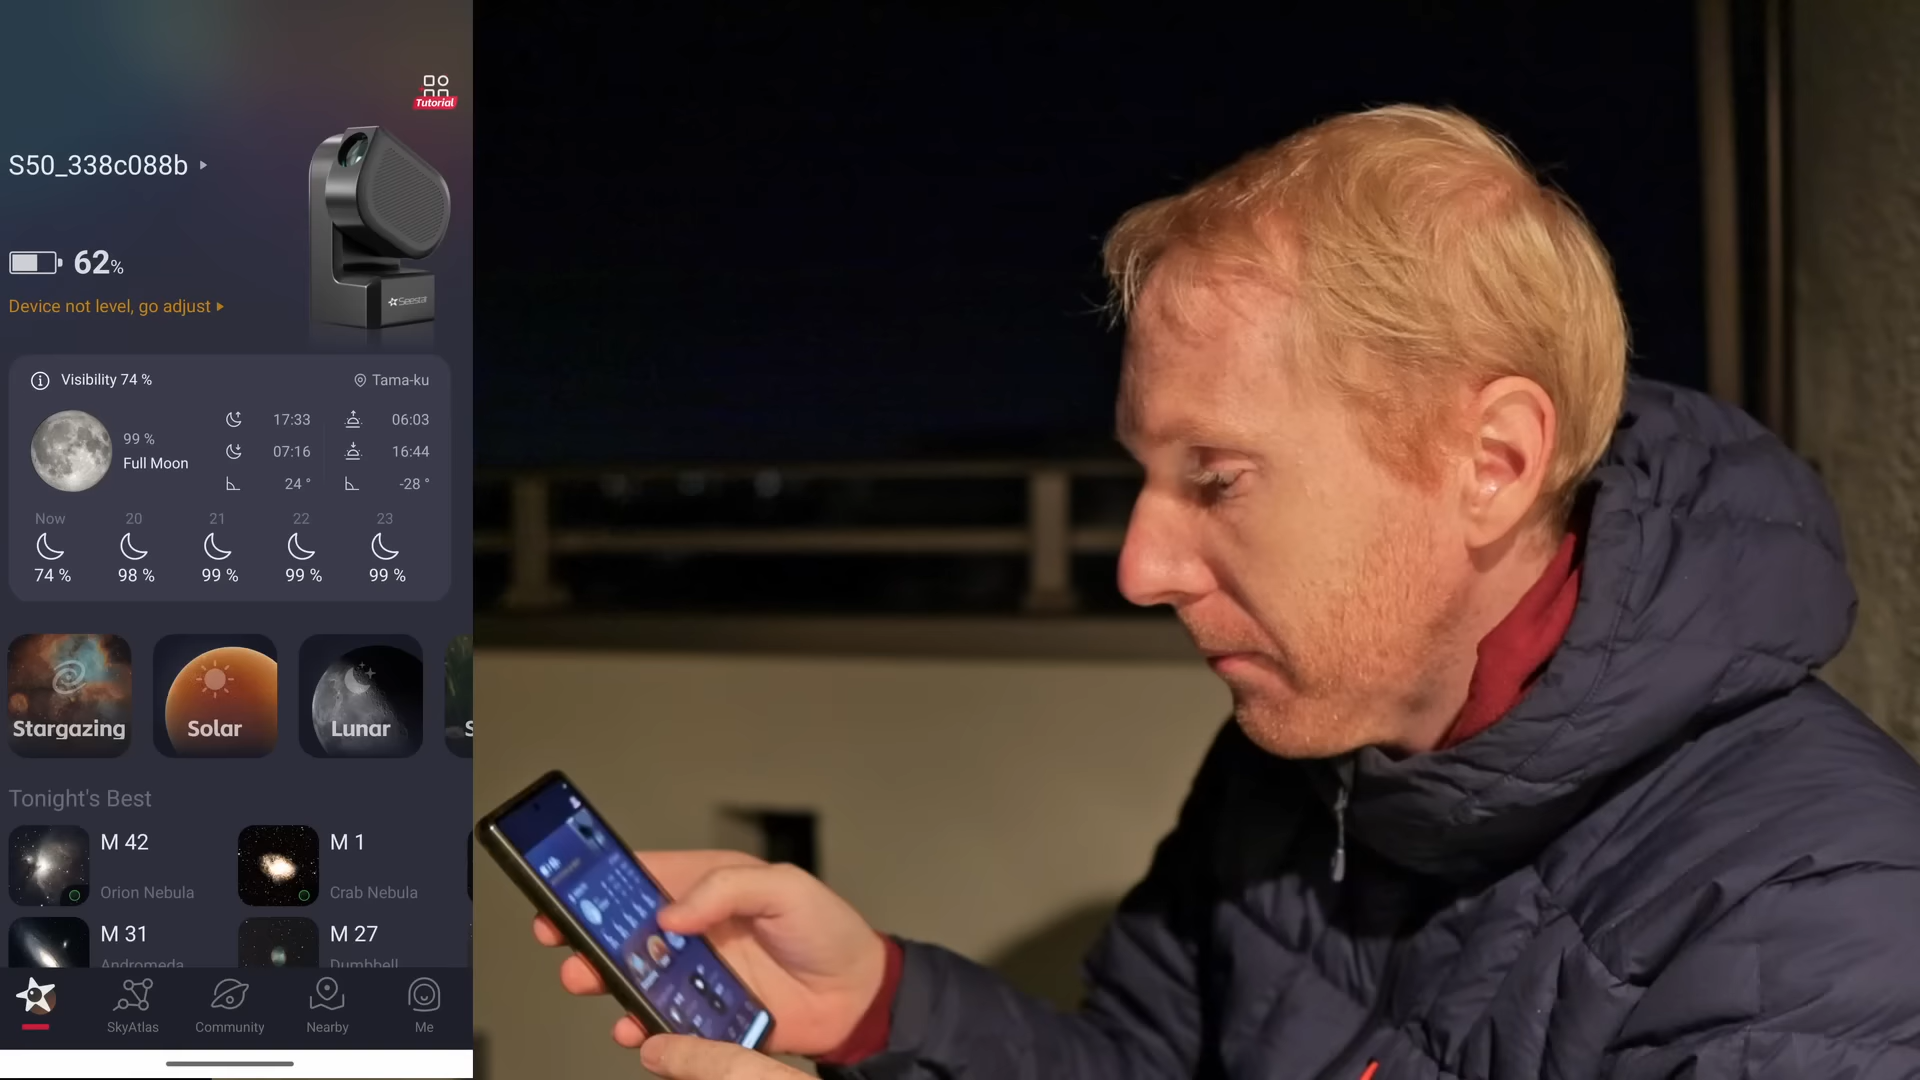 Tutorial
S50_338c088b
62%
Seestar
Device not level, go adjust
Visibility 74 %
Tama-ku
17:33
06:03
99 %
Full Moon
07:16
16:44
24 °
-28 °
Now 20 21 22 23
74 % 98 % 99 % 99 % 99 %
Stargazing
Solar
Lunar
S
Tonight's Best
M 42
Orion Nebula
M 1
Crab Nebula
M 31
Andromeda
M 27
Dumbbell
SkyAtlas
Community
Nearby
Me